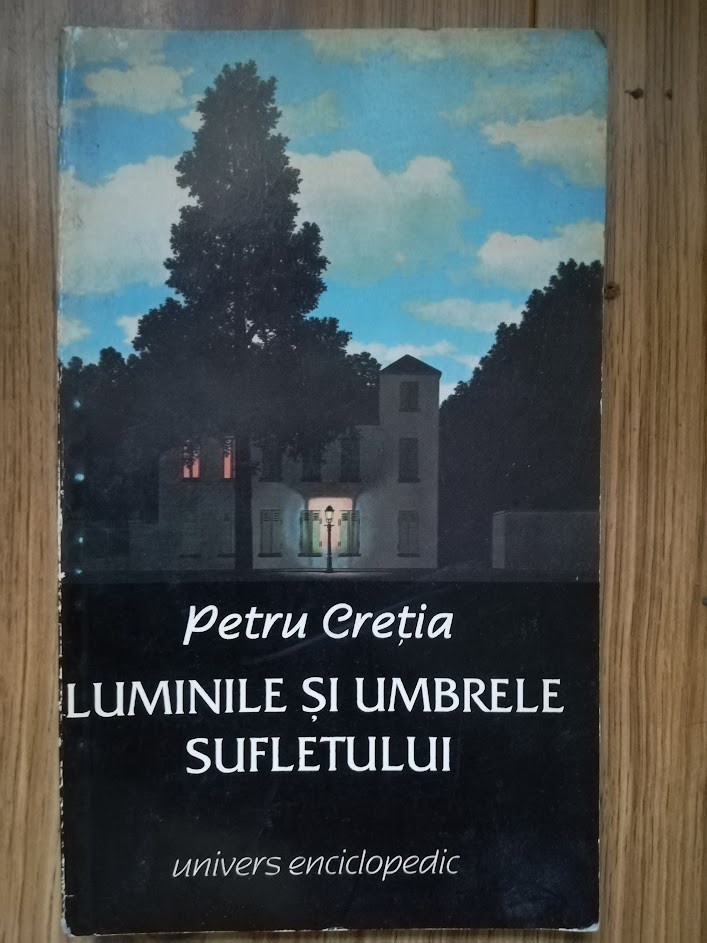 Petru Creția
LUMINILE ȘI UMBRELE
SUFLETULUI
univers enciclopedic